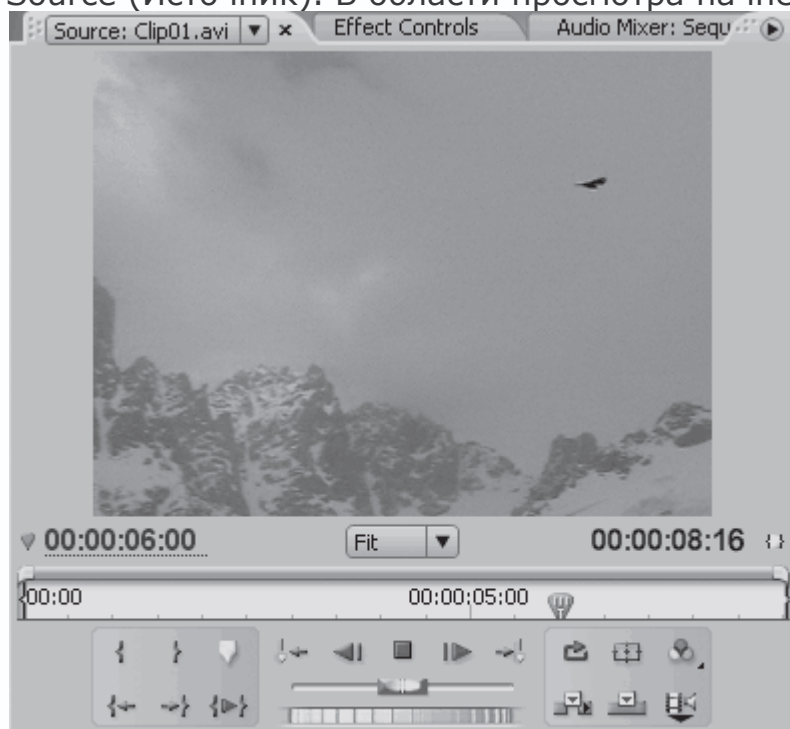 Source (Источник). В области просмотра на
Source: Clip01.avi Effect Controls Audio Mixer: Sequ
00:00:06:00 Fit 00:00:08:16
00:00 00:00:05:00